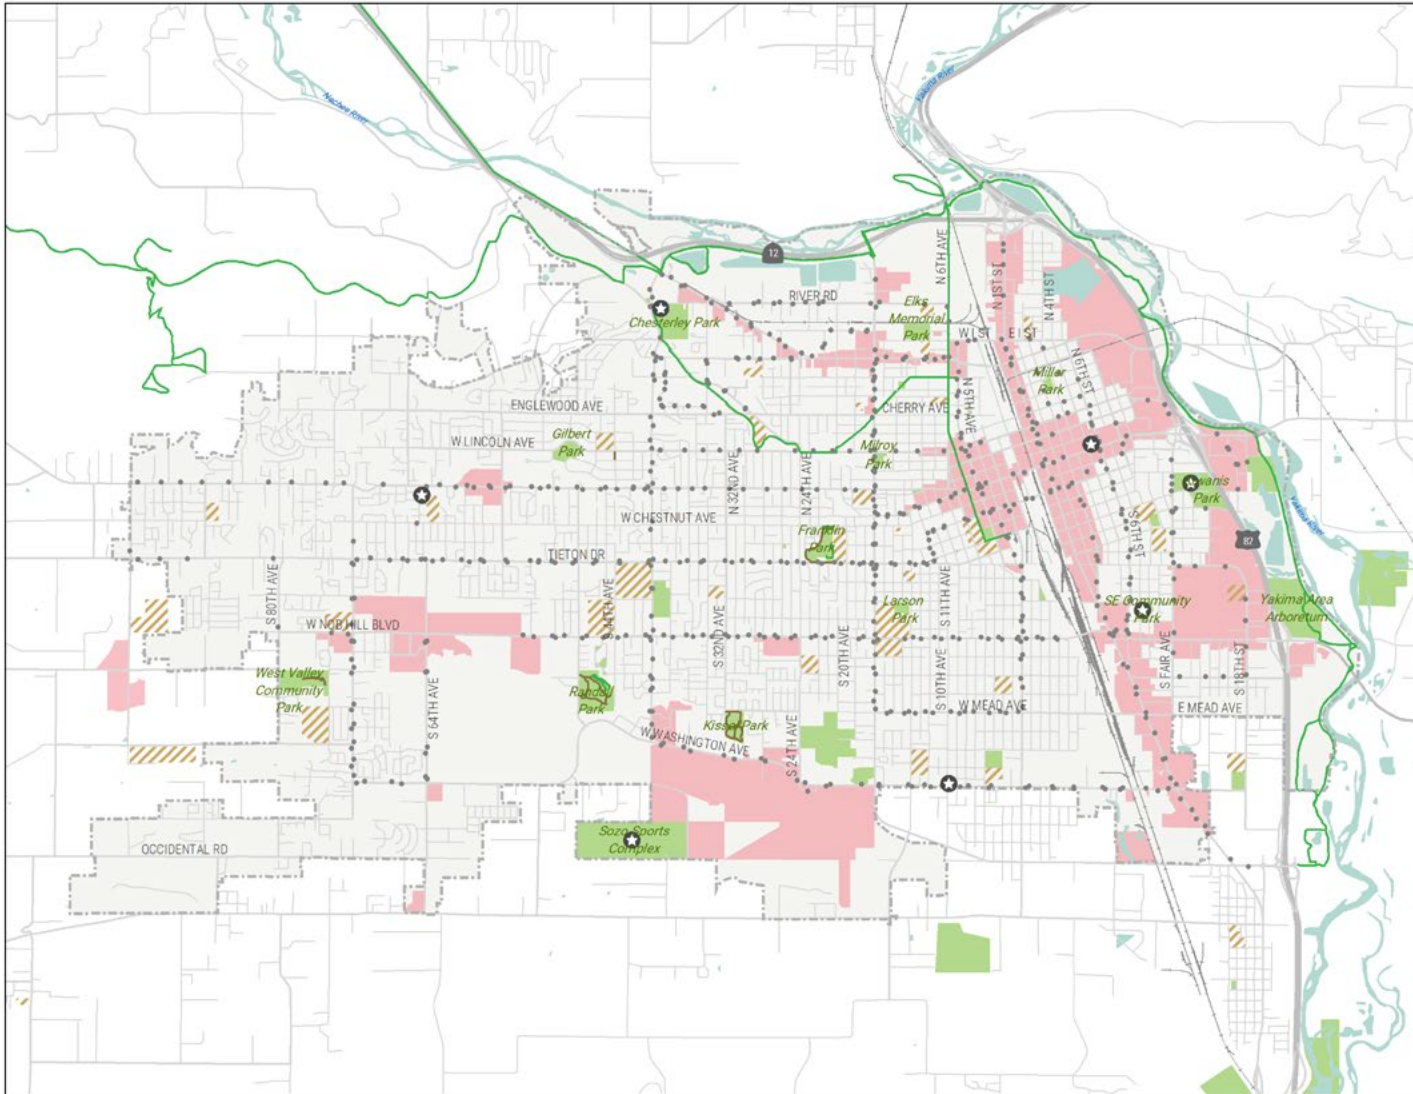 Naches River
Yakima River
12
N 6TH AVE
RIVER RD
N 1ST ST
N 4TH ST
Elks
Memorial
Park
Chesterley Park
W I ST
E I ST
N 6TH ST
Miller
Park
N 5TH AVE
ENGLEWOOD AVE
CHERRY AVE
Gilbert
Park
W LINCOLN AVE
Milroy
Park
N 32ND AVE
N 24TH AVE
W CHESTNUT AVE
Park
Yakima River
S 6TH ST
Franklin
Park
TIETON DR
82
S 80TH AVE
S 11TH AVE
Larson
Park
SE Community
Park
Yakima Area
Arboretum
W NOB HILL BLVD
S 32ND AVE
S 20TH AVE
S FAIR AVE
S 18TH ST
West Valley
Community
Park
S 64TH AVE
Randall
Park
S 10TH AVE
W MEAD AVE
E MEAD AVE
Kissel Park
W WASHINGTON AVE
S 24TH AVE
Sozo Sports
Complex
OCCIDENTAL RD